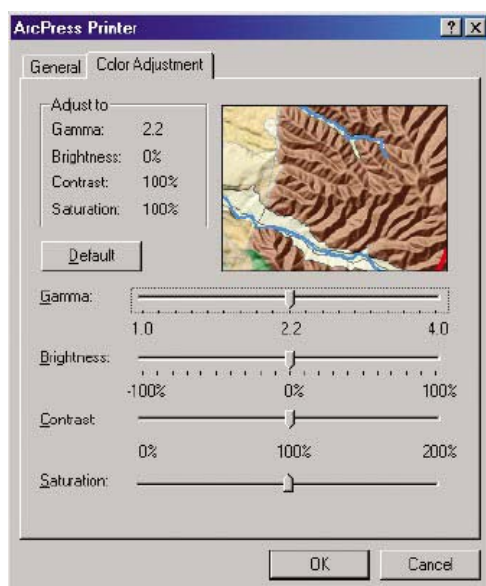 ArcPress Printer
General
Color Adjustment
Adjust to
Gamma: 2.2
Brightness: 0%
Contrast: 100%
Saturation: 100%
Default
Gamma:
1.0 2.2 4.0
Brightness:
-100% 0% 100%
Contrast
0% 100% 200%
Saturation:
OK Cancel